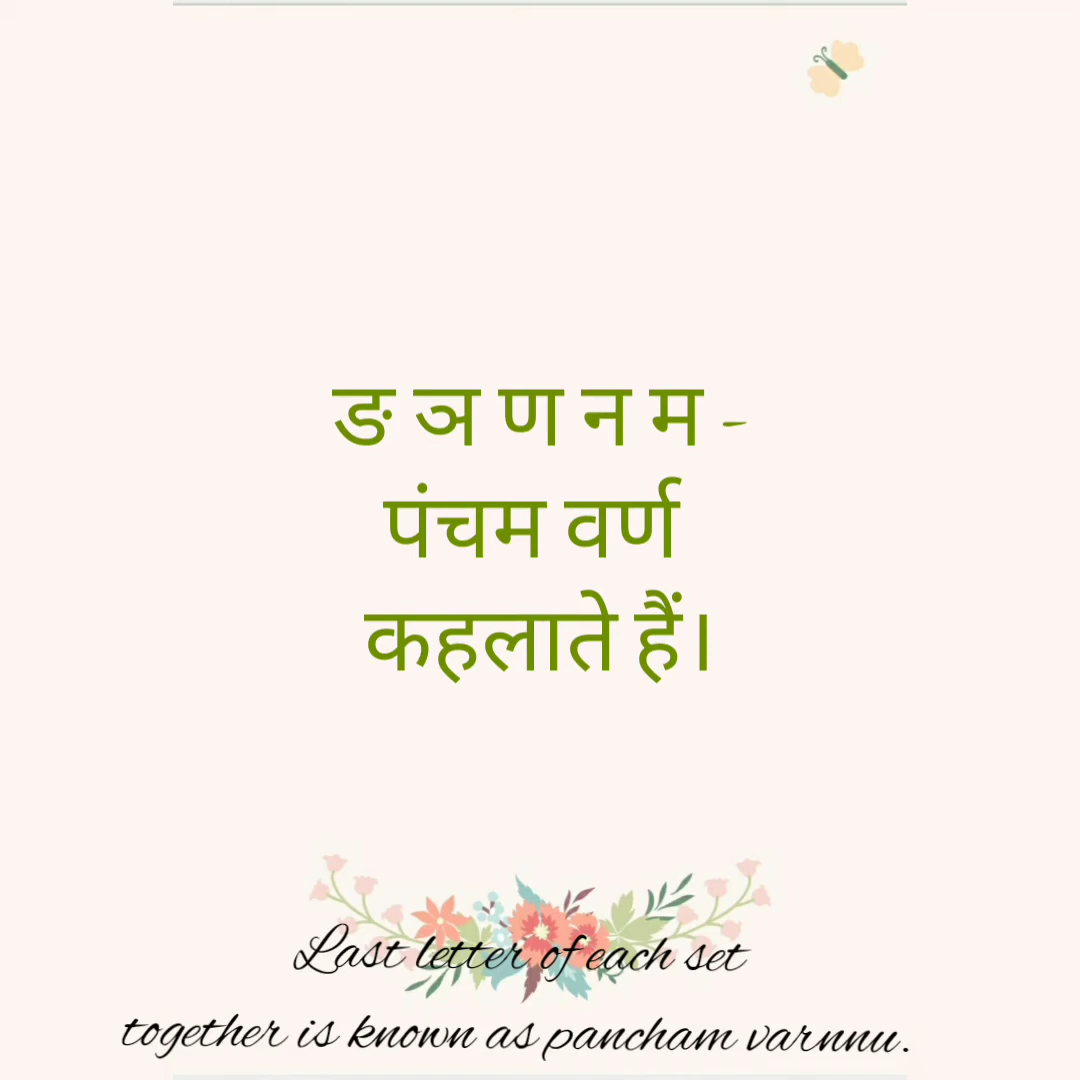 ङ ञ ण न म -
पंचम वर्ण
कहलाते हैं।
Last letter of each set
together is known as pancham varnnu.